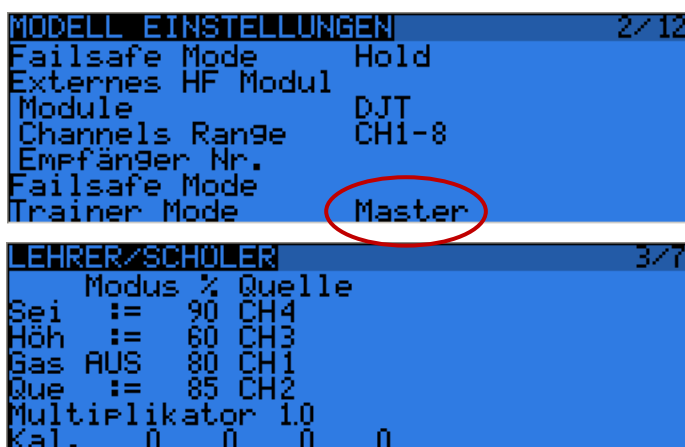 MODELL EINSTELLUNGEN 2/12
Failsafe Mode Hold
Externes HF Modul
Module DJT
Channels Range CH1-8
Empfänger Nr.
Failsafe Mode
Trainer Mode Master
LEHRER/SCHÜLER 3/7
Modus % Quelle
Sei := 90 CH4
Höh := 60 CH3
Gas AUS 80 CH1
Que := 85 CH2
Multiplikator 1.0
Kal. 0 0 0 0